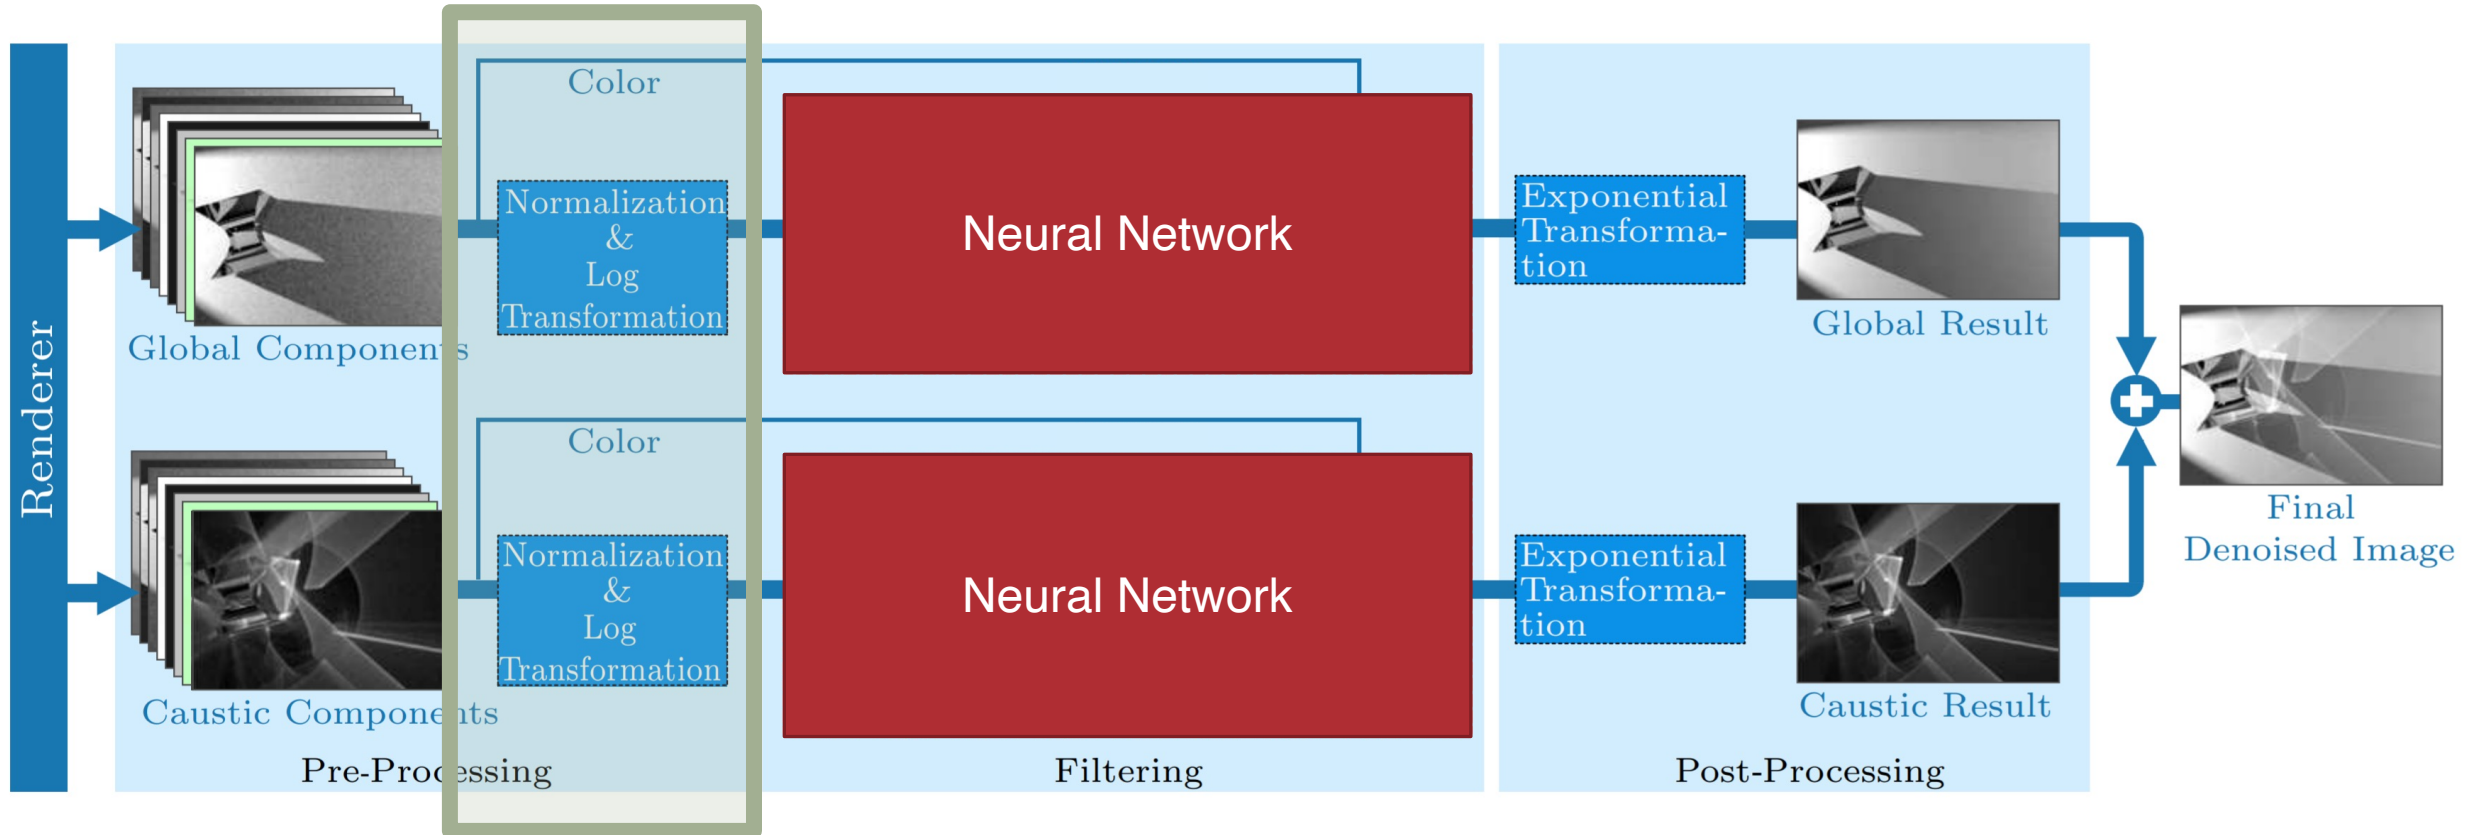 Renderer
Color
Normalization
&
Log
Transformation
Global Components
Neural Network
Exponential
Transforma-
tion
Global Result
Color
Normalization
&
Log
Transformation
Caustic Components
Neural Network
Exponential
Transforma-
tion
Caustic Result
Final
Denoised Image
Pre-Processing
Filtering
Post-Processing